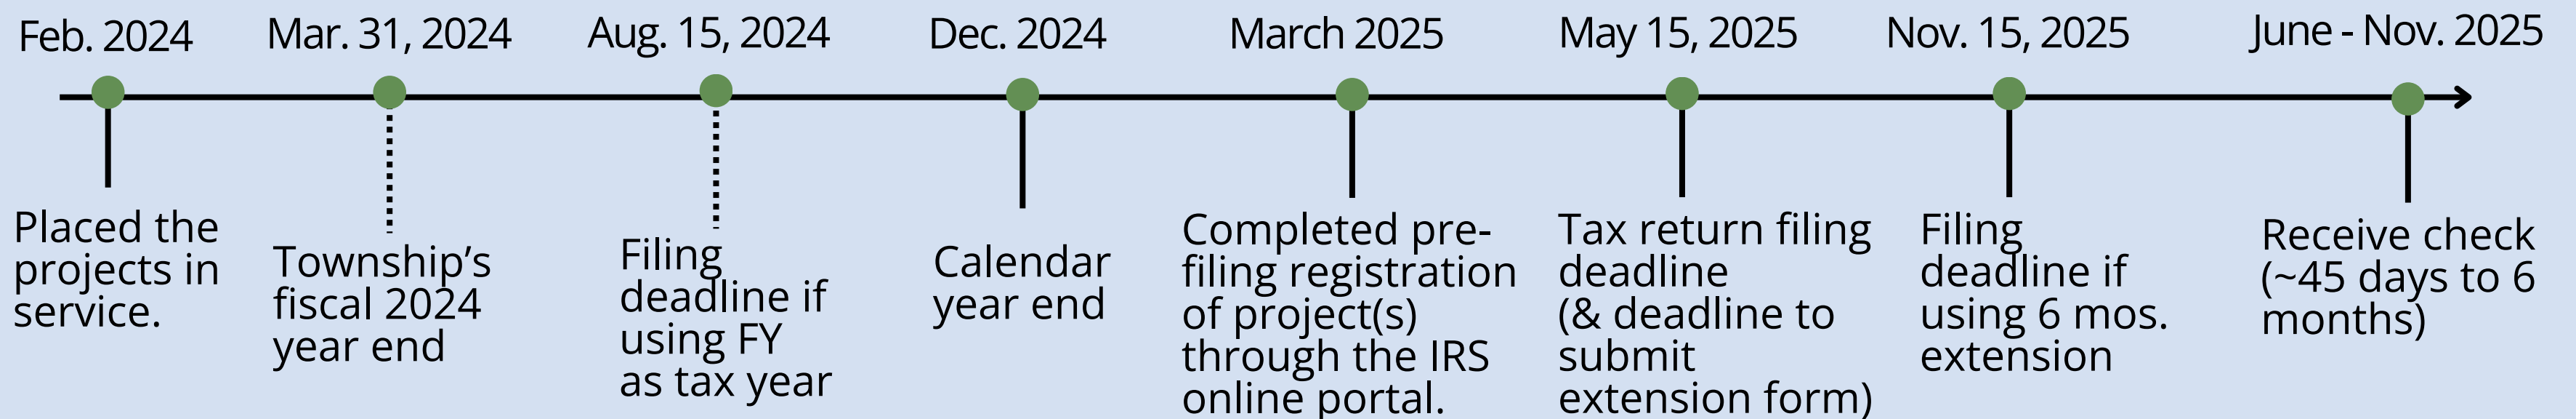 Feb. 2024
Mar. 31, 2024
Aug. 15, 2024
Dec. 2024
March 2025
May 15, 2025
Nov. 15, 2025
June - Nov. 2025
Placed the
projects in
service.
Township’s
fiscal 2024
year end
Filing
deadline if
using FY
as tax year
Calendar
year end
Completed pre-
filing registration
of project(s)
through the IRS
online portal.
Tax return filing
deadline
(& deadline to
submit
extension form)
Filing
deadline if
using 6 mos.
extension
Receive check
(~45 days to 6
months)